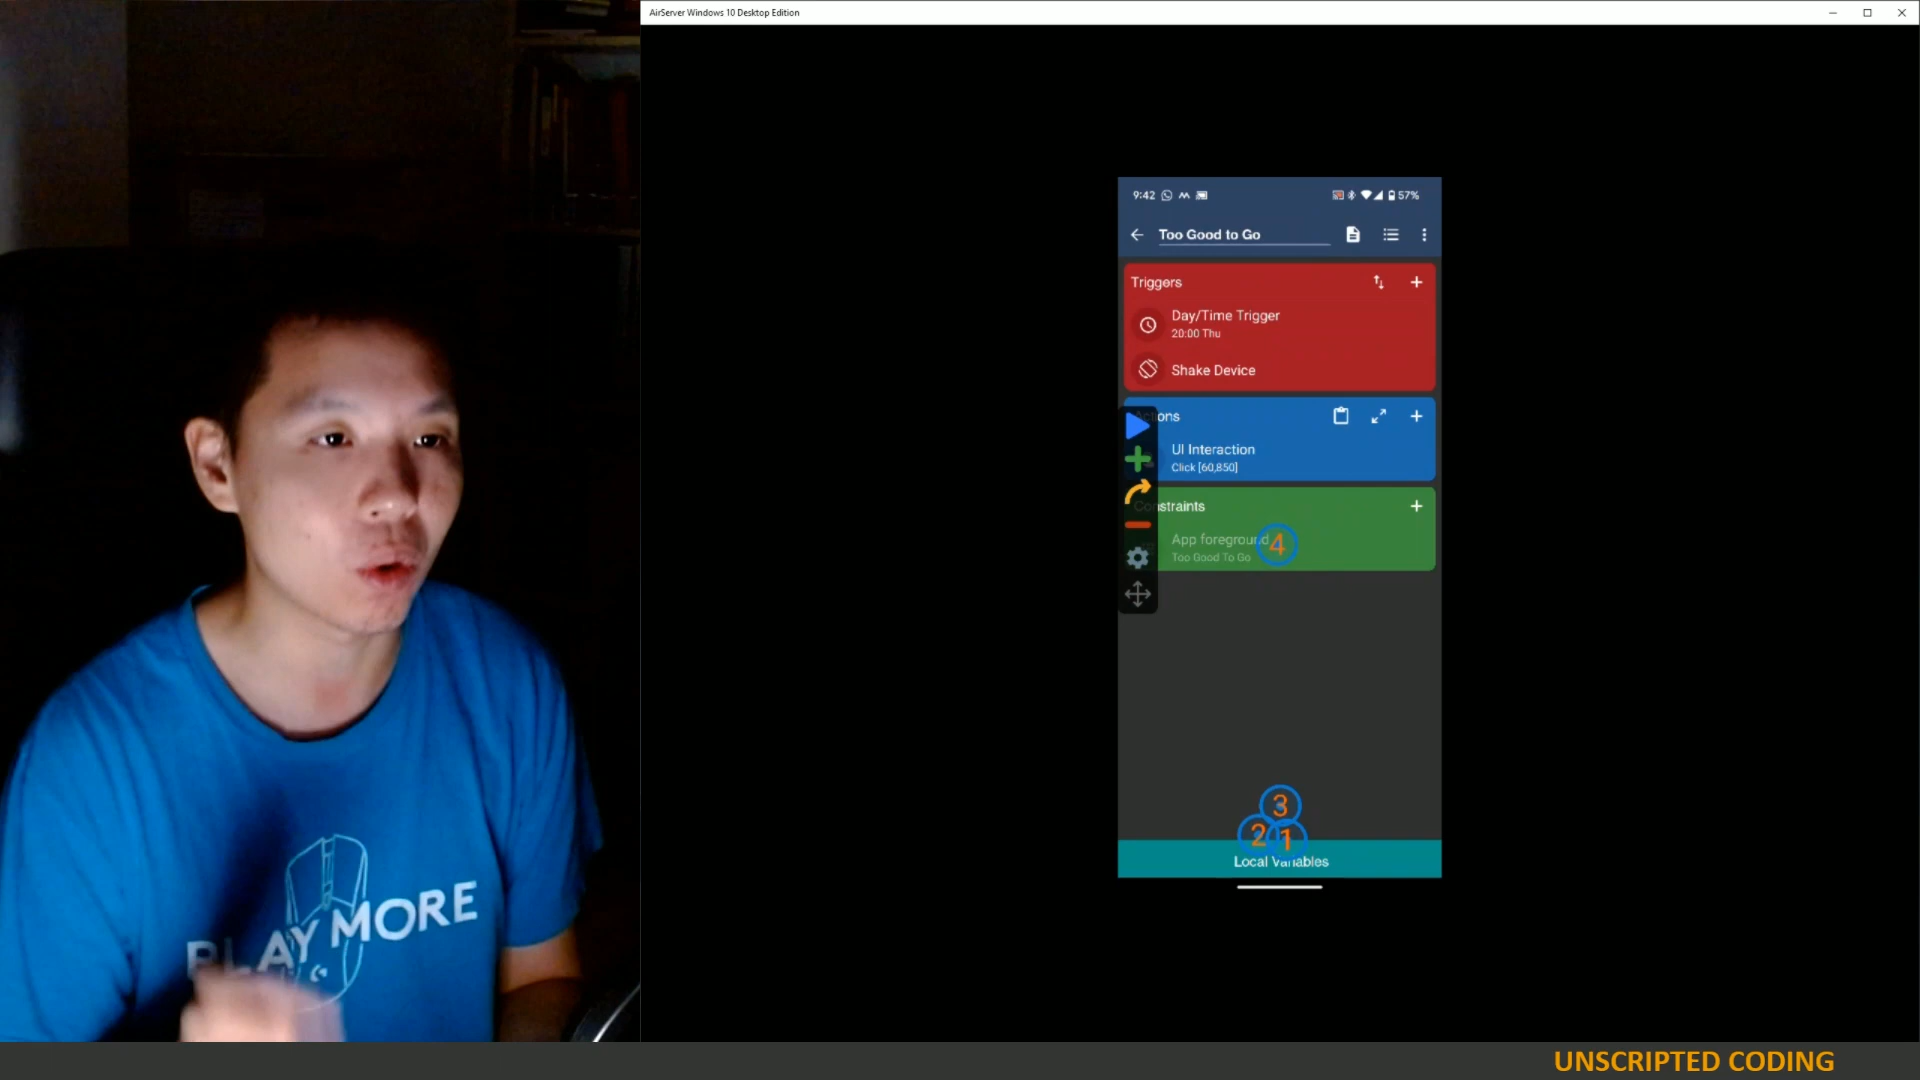 AirServer Windows 10 Desktop Edition
9:42
57%
Too Good to Go
Triggers
Day/Time Trigger
20:00 Thu
Shake Device
UI Interaction
Click [60,850]
App foreground
Too Good To Go
4
3
2 1
Local Variables
PLAY MORE
UNSCRIPTED CODING